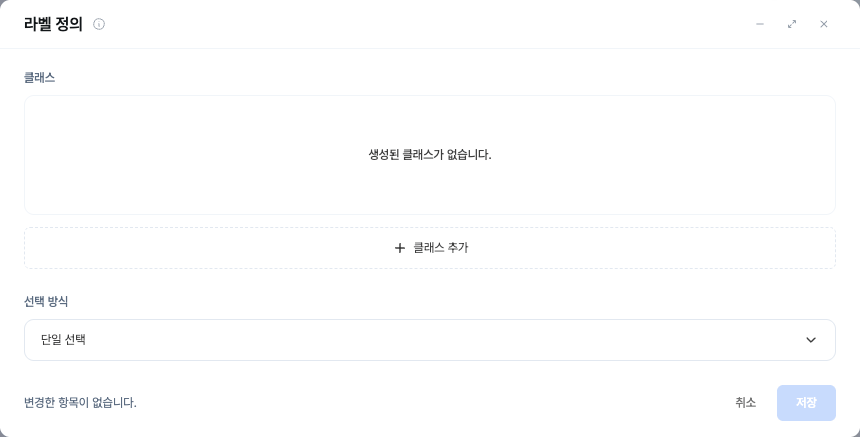 라벨 정의
클래스
생성된 클래스가 없습니다.
클래스 추가
선택 방식
단일 선택
변경한 항목이 없습니다.
취소
저장